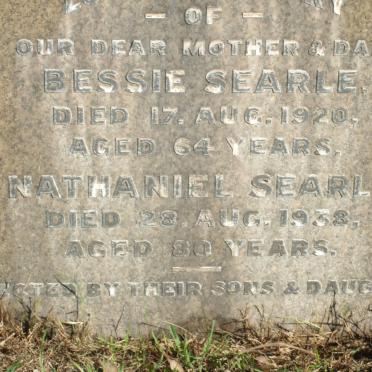 — OF —
OUR DEAR MOTHER & DA
BESSIE SEARLE,
DIED 17. AUG. 1920,
AGED 64 YEARS.
NATHANIEL SEARL
DIED 28. AUG. 1938,
AGED 80 YEARS.
BY THEIR SONS & DAUG